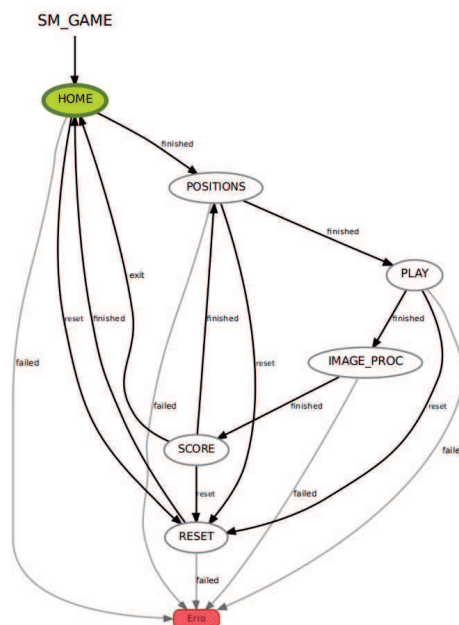 SM_GAME
HOME
finished
POSITIONS
finished
PLAY
exit
reset
finished
finished
finished
IMAGE_PROC
failed
reset
failed
finished
reset
failed
SCORE
reset
failed
RESET
failed
Erro